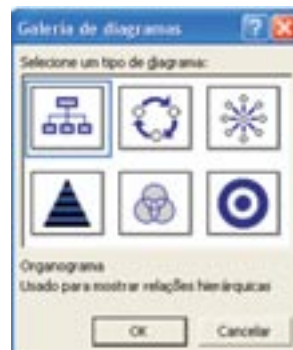 Galeria de diagramas
Selecione um tipo de diagrama:
Organograma
Usado para mostrar relações hierárquicas
OK
Cancelar